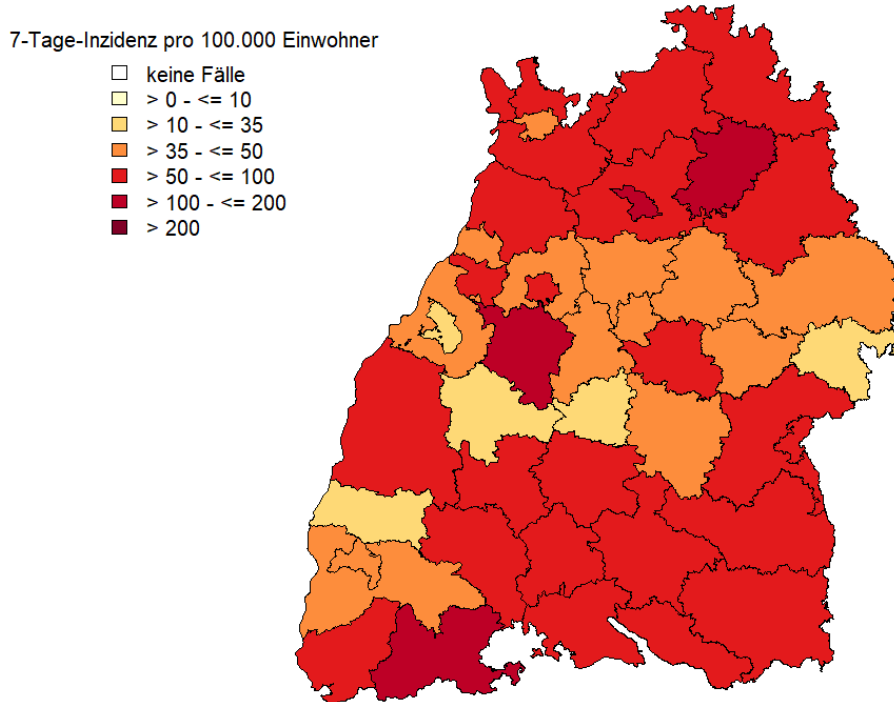 7-Tage-Inzidenz pro 100.000 Einwohner
keine Fälle
> 0 - <= 10
> 10 - <= 35
> 35 - <= 50
> 50 - <= 100
> 100 - <= 200
> 200